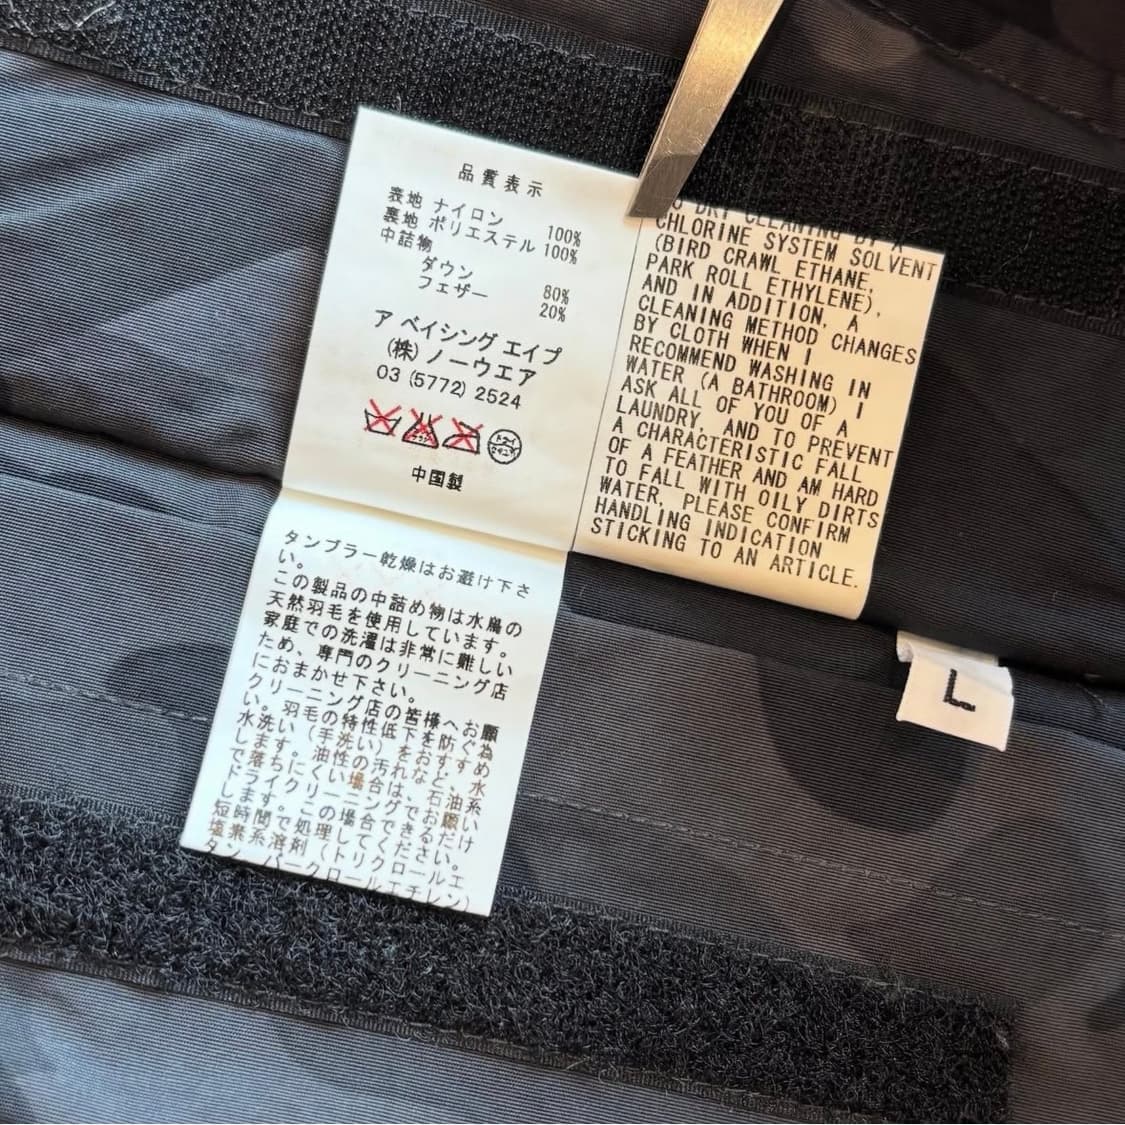 品質表示
表地 ナイロン 100%
裏地 ポリエステル 100%
中詰物
ダウン 80%
フェザー 20%
ア ベイシング エイプ
(株) ノーウエア
03 (5772) 2524
中国製
タンブラー乾燥はお避け下さ
い。
この製品の中詰め物は水鳥の
天然羽毛を使用しています。
家庭での洗濯は非常に難しい
ため、専門のクリーニング店
におまかせ下さい。
クリーニング店の皆様へお願
い。羽毛の特性低下を防ぐ為
水洗い(手洗い)をおすすめ
します。油性の汚れなど、水
で落ちにくい場合は、石油系
ドライクリーニングでお願い
します。この場合できるだけ
短時間で処理してください。
塩素系溶剤(トリクロールエ
タン、パークロールエチレン)
DRY CLEANING BY A
CHLORINE SYSTEM SOLVENT
(BIRD CRAWL ETHANE,
PARK ROLL ETHYLENE),
AND IN ADDITION, A
CLEANING METHOD CHANGES
BY CLOTH WHEN I
RECOMMEND WASHING IN
WATER (A BATHROOM) I
ASK ALL OF YOU OF A
LAUNDRY, AND TO PREVENT
A CHARACTERISTIC FALL
OF A FEATHER AND AM HARD
TO FALL WITH OILY DIRTS
WATER, PLEASE CONFIRM
HANDLING INDICATION
STICKING TO AN ARTICLE.
L